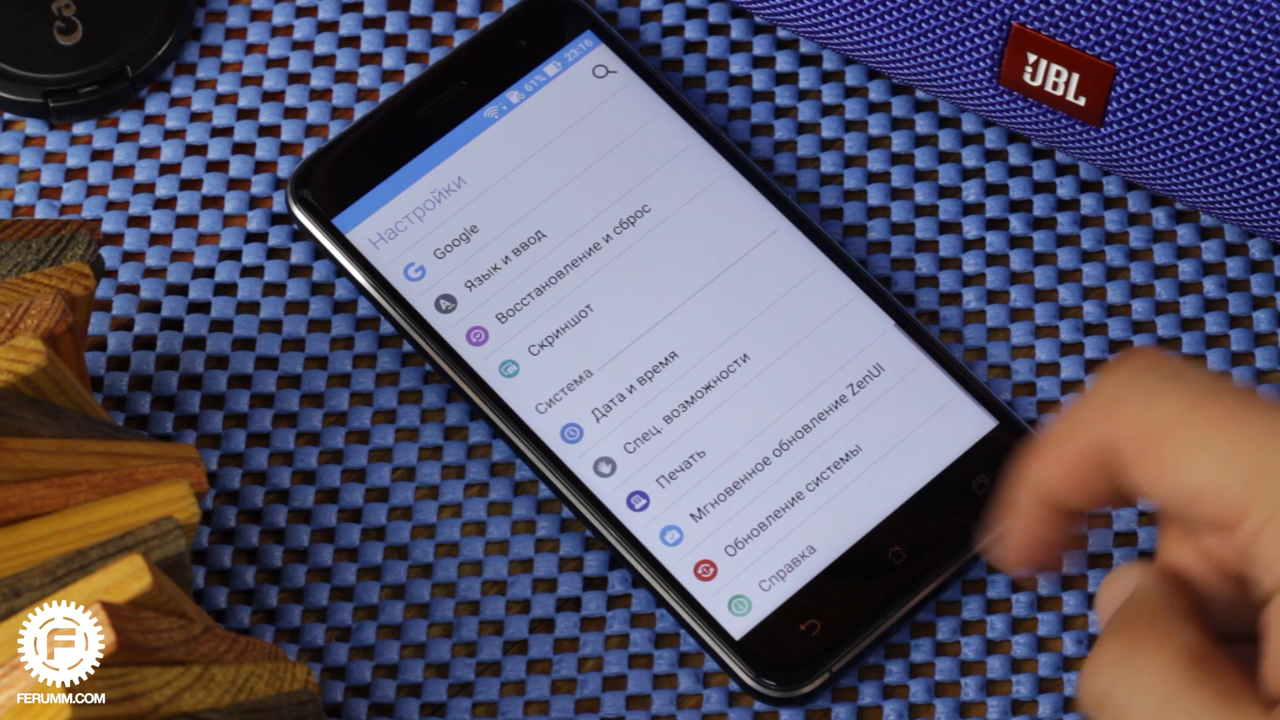 JBL
61% 23:16
Настройки
Google
Язык и ввод
Восстановление и сброс
Скриншот
Система
Дата и время
Спец. возможности
Печать
Мгновенное обновление ZenUI
Обновление системы
Справка
F
FERUMM.COM